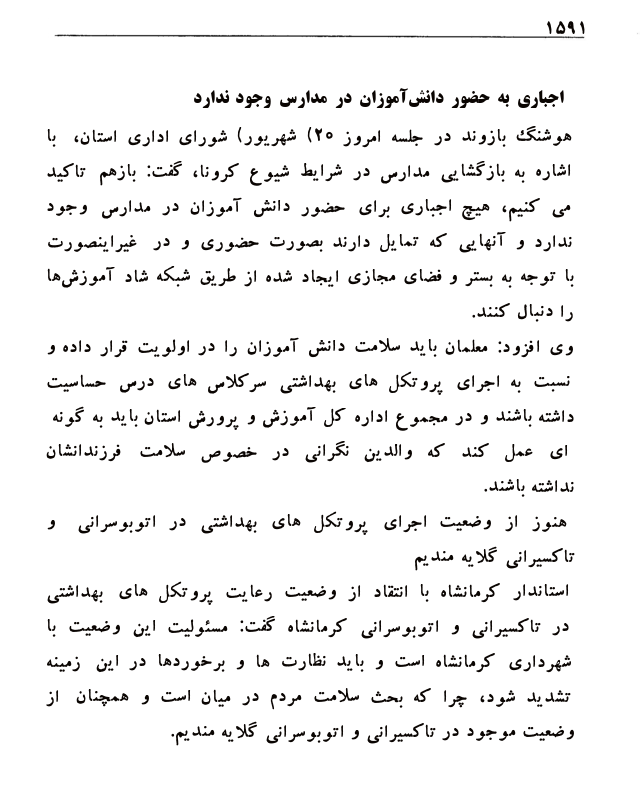 ۱۵۹۱
اجباری به حضور دانش‌آموزان در مدارس وجود ندارد
هوشنگ بازوند در جلسه امروز ۲۰) شهریور) شورای اداری استان، با
اشاره به بازگشایی مدارس در شرایط شیوع کرونا، گفت: بازهم تاکید
می کنیم، هیچ اجباری برای حضور دانش آموزان در مدارس وجود
ندارد و آنهایی که تمایل دارند بصورت حضوری و در غیراینصورت
با توجه به بستر و فضای مجازی ایجاد شده از طریق شبکه شاد آموزش‌ها
را دنبال کنند.
وی افزود: معلمان باید سلامت دانش آموزان را در اولویت قرار داده و
نسبت به اجرای پروتکل های بهداشتی سرکلاس های درس حساسیت
داشته باشند و در مجموع اداره کل آموزش و پرورش استان باید به گونه
ای عمل کند که والدین نگرانی در خصوص سلامت فرزندانشان
نداشته باشند.
هنوز از وضعیت اجرای پروتکل های بهداشتی در اتوبوسرانی و
تاکسیرانی گلایه مندیم
استاندار کرمانشاه با انتقاد از وضعیت رعایت پروتکل های بهداشتی
در تاکسیرانی و اتوبوسرانی کرمانشاه گفت: مسئولیت این وضعیت با
شهرداری کرمانشاه است و باید نظارت ها و برخوردها در این زمینه
تشدید شود، چرا که بحث سلامت مردم در میان است و همچنان از
وضعیت موجود در تاکسیرانی و اتوبوسرانی گلایه مندیم.